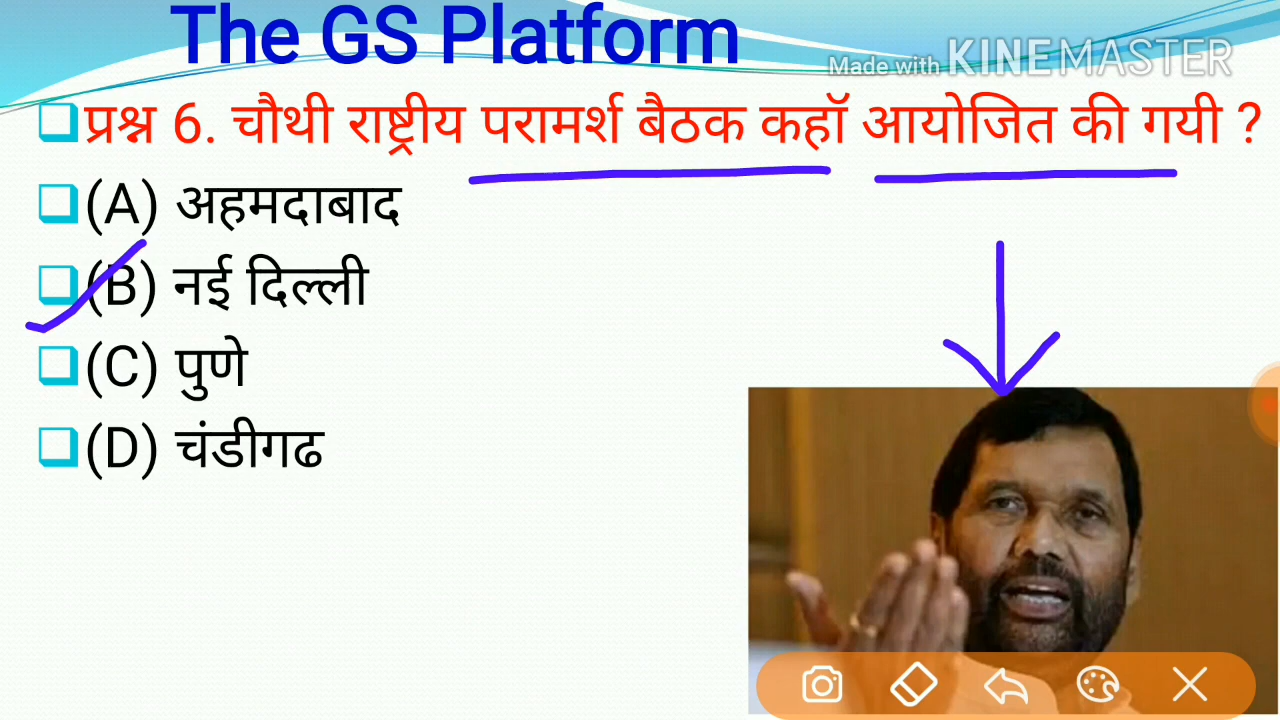 The GS Platform
Made with KINEMASTER
प्रश्न 6. चौथी राष्ट्रीय परामर्श बैठक कहॉ आयोजित की गयी ?
(A) अहमदाबाद
(B) नई दिल्ली
(C) पुणे
(D) चंडीगढ